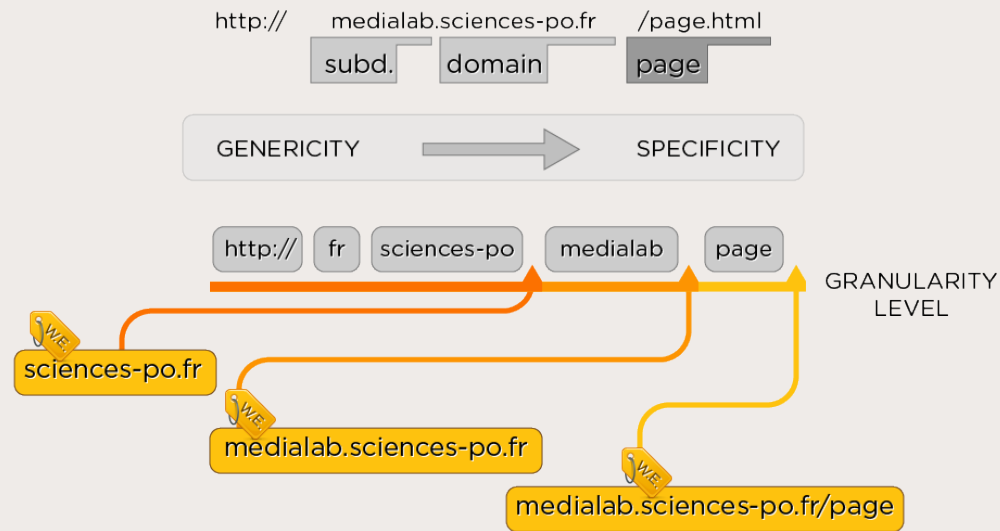 http:// medialab.sciences-po.fr /page.html
subd. domain page
GENERICITY SPECIFICITY
http:// fr sciences-po medialab page
GRANULARITY
LEVEL
W.E.
sciences-po.fr
W.E.
medialab.sciences-po.fr
W.E.
medialab.sciences-po.fr/page